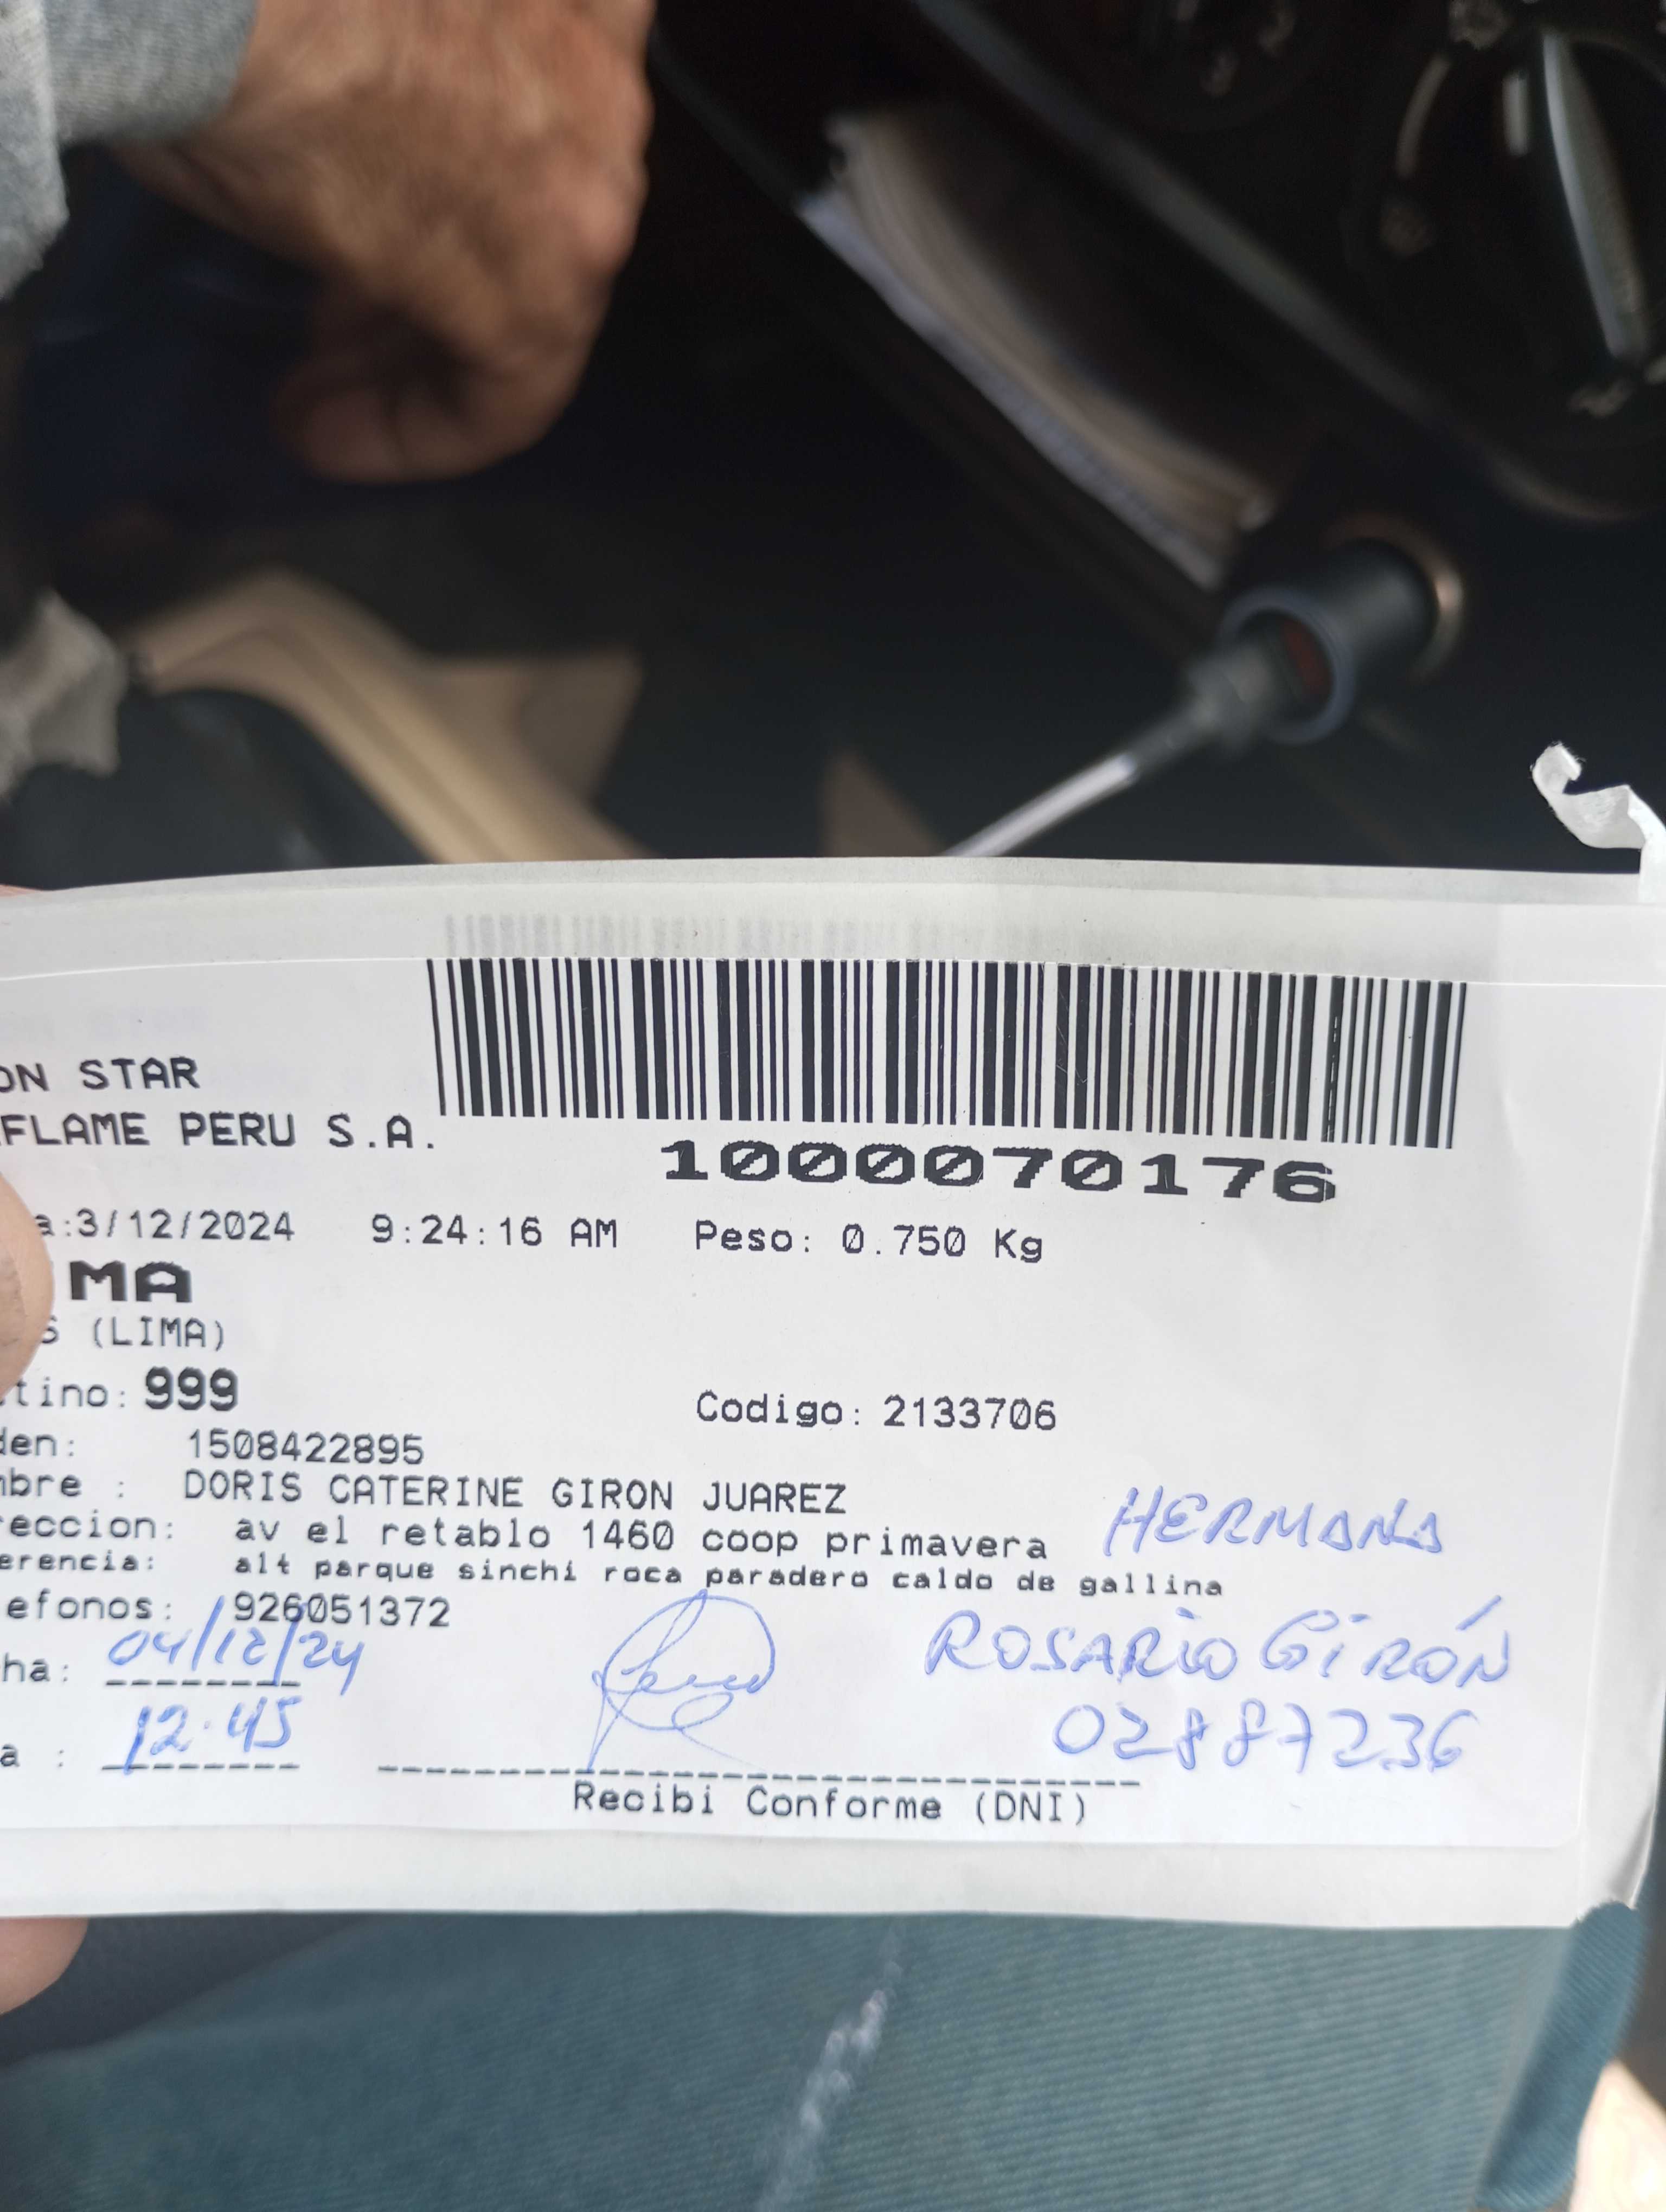 ON STAR
FLAME PERU S.A.
1000070176
a:3/12/2024 9:24:16 AM Peso: 0.750 Kg
MA
S (LIMA)
tino: 999 Codigo: 2133706
den: 1508422895
mbre : DORIS CATERINE GIRON JUAREZ
reccion: av el retablo 1460 coop primavera HERMANA
erencia: alt parque sinchi roca paradero caldo de gallina
efonos: 926051372
ha: 04/12/24 ROSARIO GIRÓN
a : 12:45 02887236
Recibi Conforme (DNI)